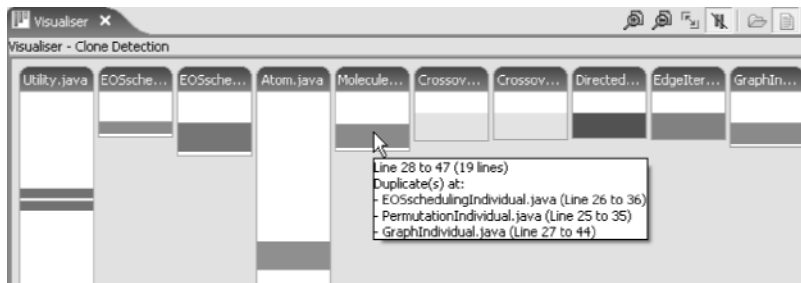 Visualiser
Visualiser - Clone Detection
Utility.java EOSsche... EOSsche... Atom.java Molecule... Crossov... Crossov... Directed... EdgeIter... GraphIn...
Line 28 to 47 (19 lines)
Duplicate(s) at:
- EOSschedulingIndividual.java (Line 26 to 36)
- PermutationIndividual.java (Line 25 to 35)
- GraphIndividual.java (Line 27 to 44)